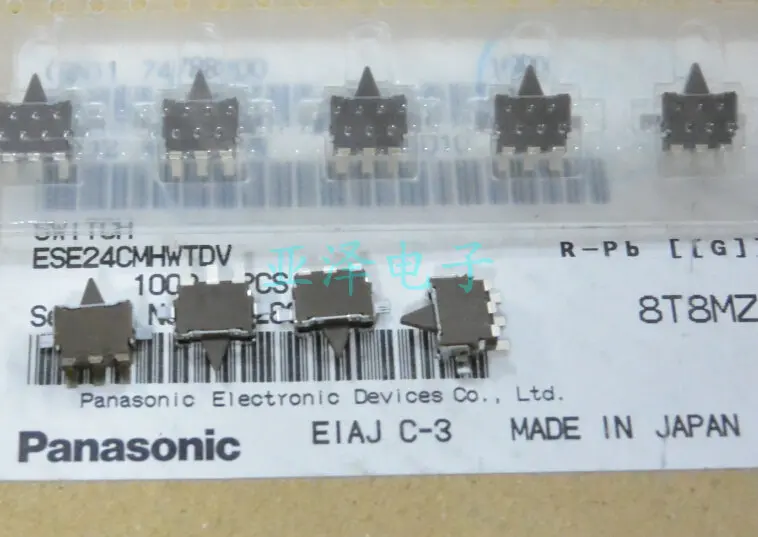 SWITCH
ESE24CMHWTDV
亚泽电子
R-Pb [[G]]
100 PCS
8T8MZ
Panasonic Electronic Devices Co., Ltd.
Panasonic
EIAJ C-3
MADE IN JAPAN